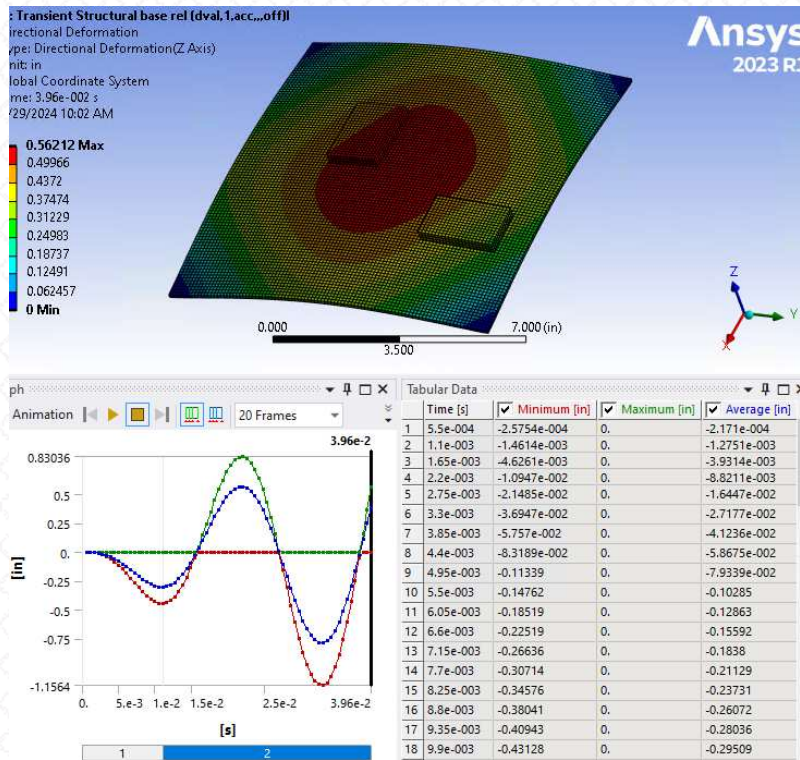 : Transient Structural base rel (dval,1,acc,,,off)l
irectional Deformation
ype: Directional Deformation(Z Axis)
nit: in
lobal Coordinate System
me: 3.96e-002 s
/29/2024 10:02 AM
Ansys
2023 R1
0.56212 Max
0.49966
0.4372
0.37474
0.31229
0.24983
0.18737
0.12491
0.062457
0 Min
0.000
7.000 (in)
3.500
Z
Y
X
ph
Animation
20 Frames
3.96e-2
0.83036
0.5
0.25
0.
-0.25
-0.5
-0.75
-1.1564
[in]
0.
5.e-3
1.e-2
1.5e-2
2.5e-2
3.96e-2
[s]
1
2
Tabular Data
Time [s] Minimum [in] Maximum [in] Average [in]
1 5.5e-004 -2.5754e-004 0. -2.171e-004
2 1.1e-003 -1.4614e-003 0. -1.2751e-003
3 1.65e-003 -4.6261e-003 0. -3.9314e-003
4 2.2e-003 -1.0947e-002 0. -8.8211e-003
5 2.75e-003 -2.1485e-002 0. -1.6447e-002
6 3.3e-003 -3.6947e-002 0. -2.7177e-002
7 3.85e-003 -5.757e-002 0. -4.1236e-002
8 4.4e-003 -8.3189e-002 0. -5.8675e-002
9 4.95e-003 -0.11339 0. -7.9339e-002
10 5.5e-003 -0.14762 0. -0.10285
11 6.05e-003 -0.18519 0. -0.12863
12 6.6e-003 -0.22519 0. -0.15592
13 7.15e-003 -0.26636 0. -0.1838
14 7.7e-003 -0.30714 0. -0.21129
15 8.25e-003 -0.34576 0. -0.23731
16 8.8e-003 -0.38041 0. -0.26072
17 9.35e-003 -0.40943 0. -0.28036
18 9.9e-003 -0.43128 0. -0.29509